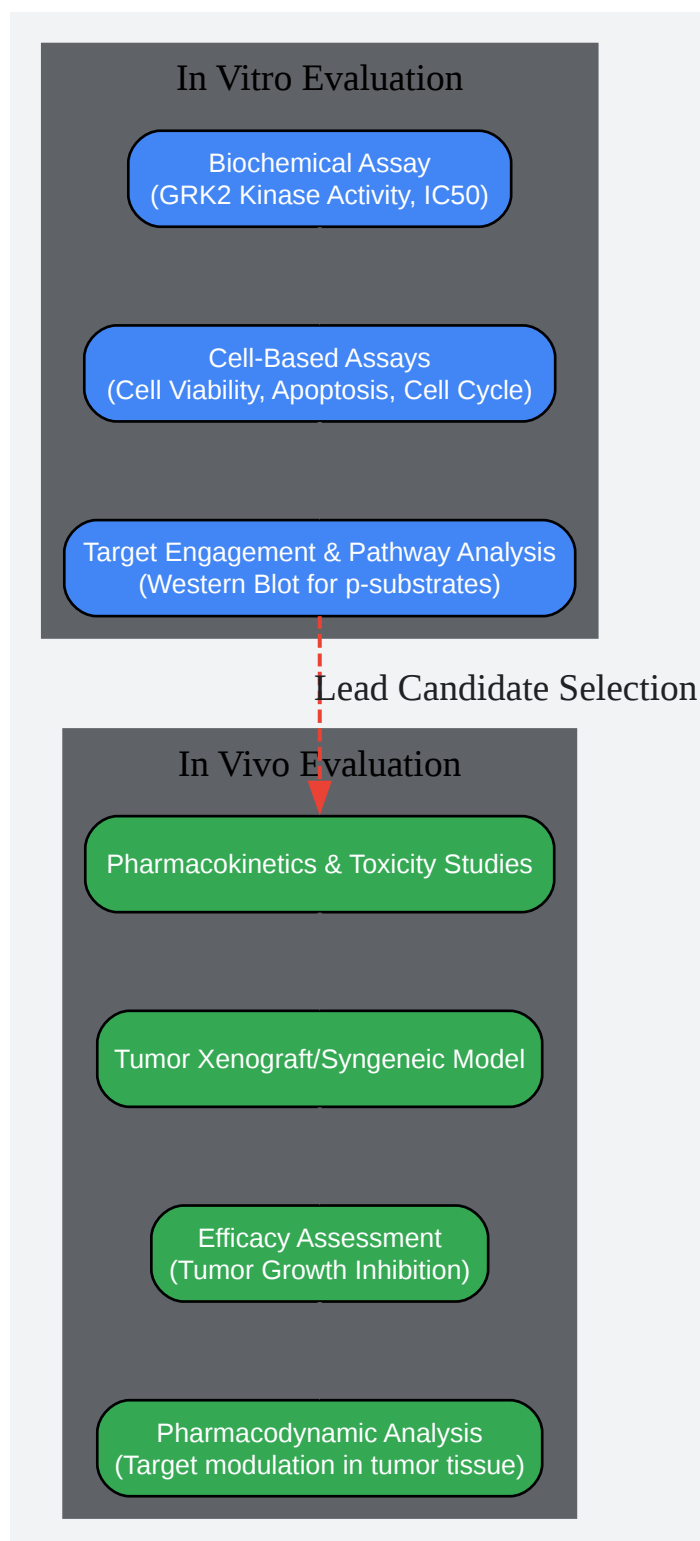 In Vitro Evaluation
Biochemical Assay
(GRK2 Kinase Activity, IC50)
Cell-Based Assays
(Cell Viability, Apoptosis, Cell Cycle)
Target Engagement & Pathway Analysis
(Western Blot for p-substrates)
Lead Candidate Selection
In Vivo Evaluation
Pharmacokinetics & Toxicity Studies
Tumor Xenograft/Syngeneic Model
Efficacy Assessment
(Tumor Growth Inhibition)
Pharmacodynamic Analysis
(Target modulation in tumor tissue)